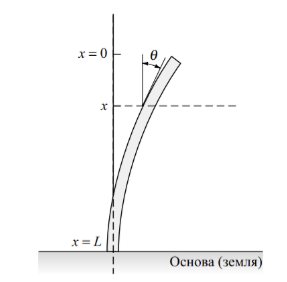 x = 0
θ
x
x = L
Основа (земля)